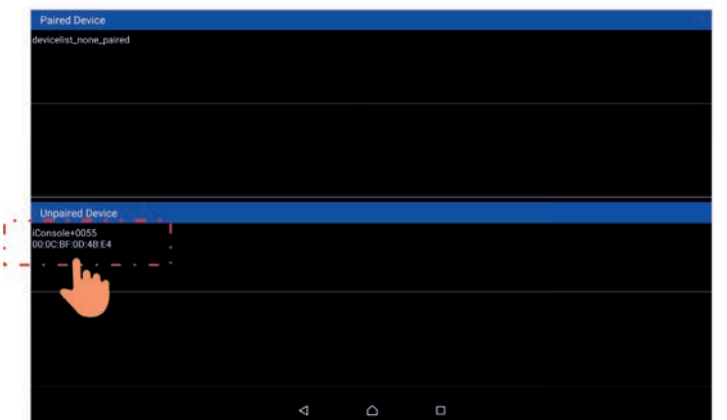 Paired Device
devicelist_none_paired
Unpaired Device
iConsole+0055
00:0C:BF:0D:4B:E4